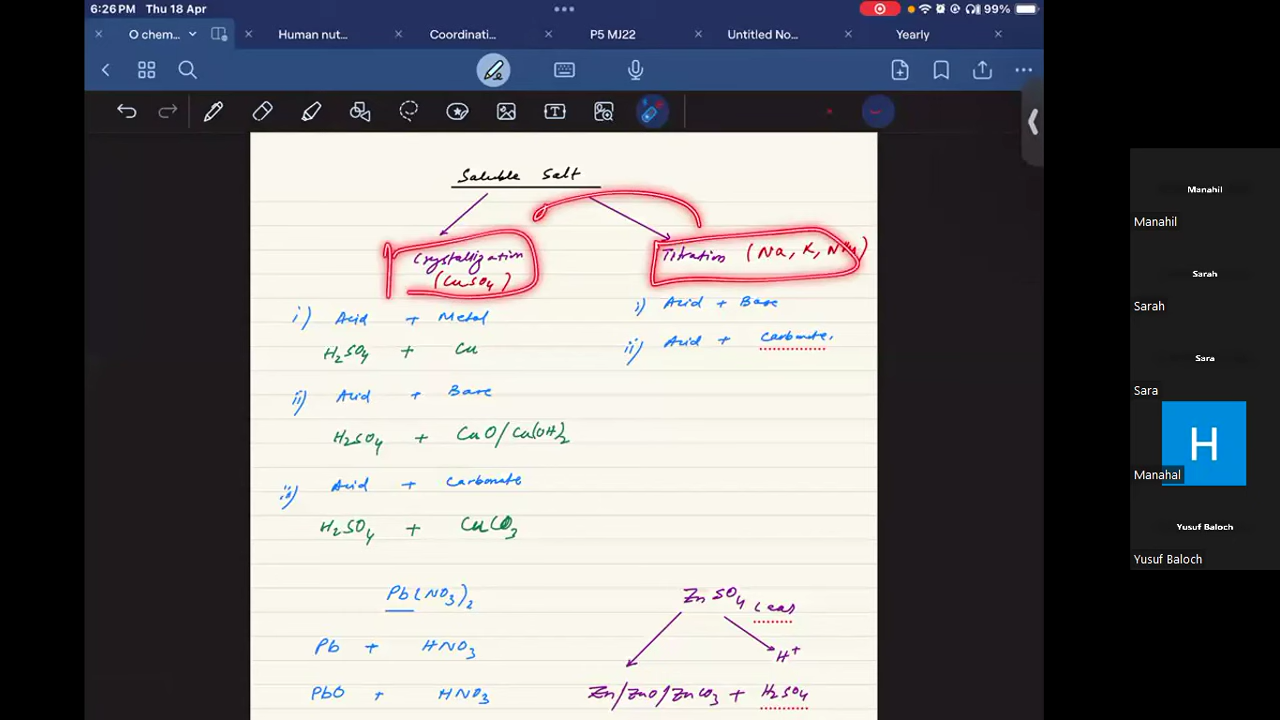 6:26 PM Thu 18 Apr 99%
O chem... Human nut... Coordinati... P5 MJ22 Untitled No... Yearly
Soluble Salt
Crystallization
(CuSO4)
Titration (Na, K, NH4)
i) Acid + Metal
H2SO4 + Cu
ii) Acid + Base
H2SO4 + CuO/Cu(OH)2
iii) Acid + Carbonate
H2SO4 + CuCO3
i) Acid + Base
ii) Acid + Carbonate.
Pb(NO3)2
Pb + HNO3
PbO + HNO3
ZnSO4
H+
Zn/ZnO/ZnCO3 + H2SO4
Manahil
Manahil
Sarah
Sarah
Sara
Sara
H
Manahal
Yusuf Baloch
Yusuf Baloch